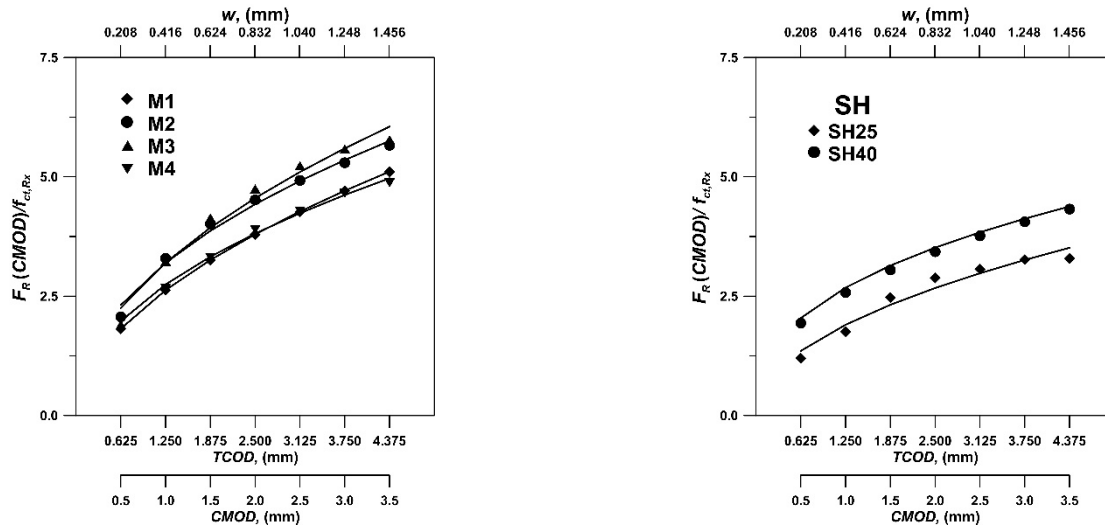 w, (mm)
0.208 0.416 0.624 0.832 1.040 1.248 1.456
7.5
5.0
2.5
0.0
F_R (CMOD)/f_ct,Rx
M1
M2
M3
M4
0.625 1.250 1.875 2.500 3.125 3.750 4.375
TCOD, (mm)
0.5 1.0 1.5 2.0 2.5 3.0 3.5
CMOD, (mm)
w, (mm)
0.208 0.416 0.624 0.832 1.040 1.248 1.456
7.5
5.0
2.5
0.0
F_R (CMOD)/ f_ct,Rx
SH
SH25
SH40
0.625 1.250 1.875 2.500 3.125 3.750 4.375
TCOD, (mm)
0.5 1.0 1.5 2.0 2.5 3.0 3.5
CMOD, (mm)